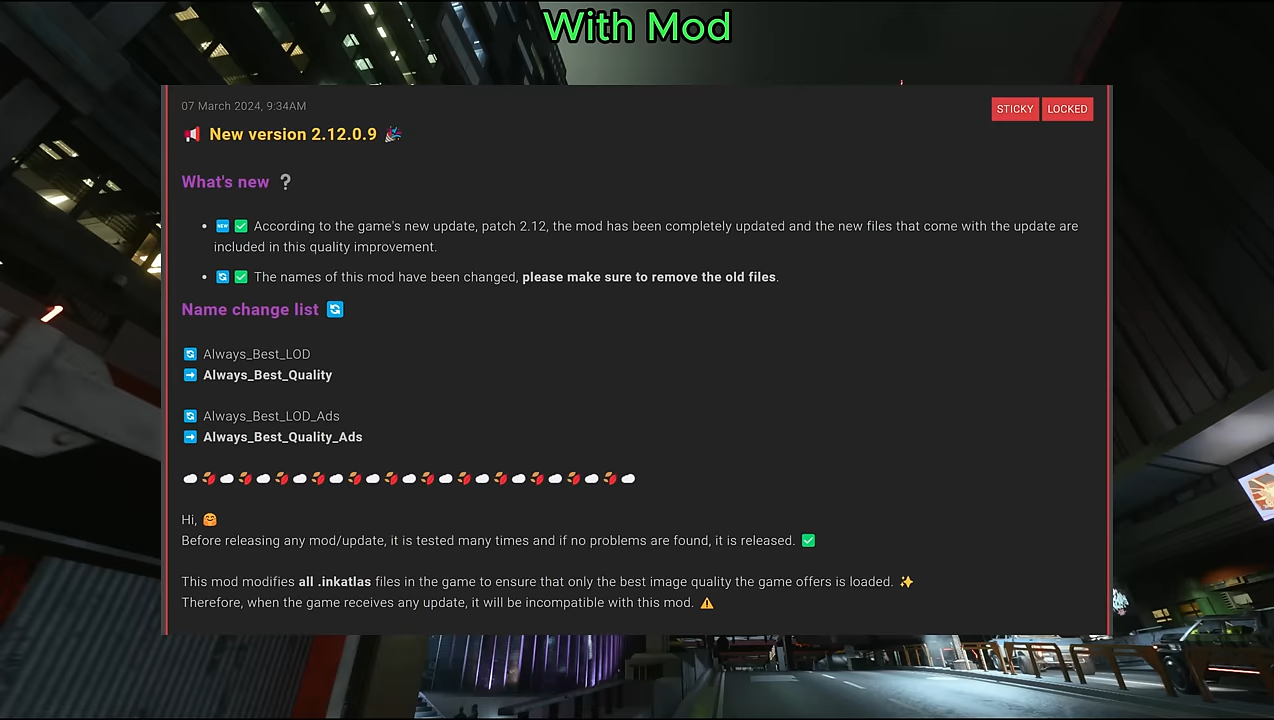 With Mod
07 March 2024, 9:34AM
STICKY LOCKED
📢 New version 2.12.0.9 🎉
What's new ❔
• 🆕 ✅ According to the game's new update, patch 2.12, the mod has been completely updated and the new files that come with the update are
included in this quality improvement.
• 🔄 ✅ The names of this mod have been changed, please make sure to remove the old files.
Name change list 🔄
🔄 Always_Best_LOD
➡️ Always_Best_Quality
🔄 Always_Best_LOD_Ads
➡️ Always_Best_Quality_Ads
Hi, 🤗
Before releasing any mod/update, it is tested many times and if no problems are found, it is released. ✅
This mod modifies all .inkatlas files in the game to ensure that only the best image quality the game offers is loaded. ✨
Therefore, when the game receives any update, it will be incompatible with this mod. ⚠️